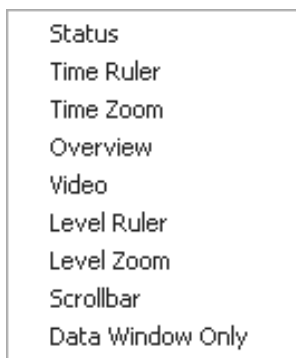 Status
Time Ruler
Time Zoom
Overview
Video
Level Ruler
Level Zoom
Scrollbar
Data Window Only